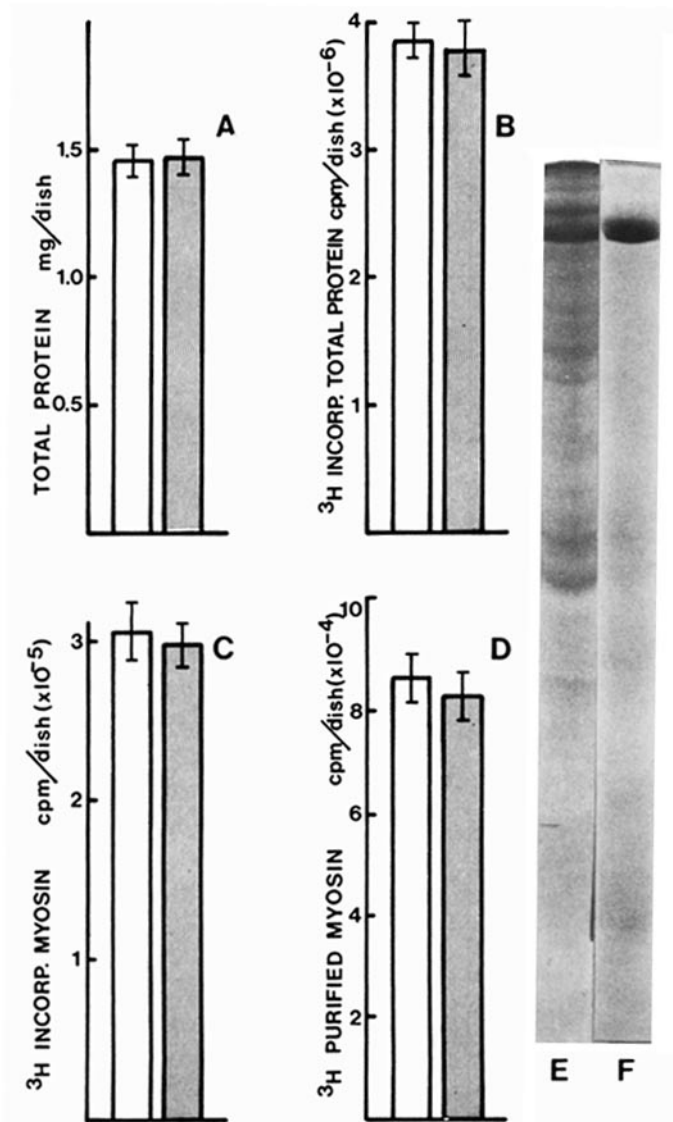 A
TOTAL PROTEIN mg/dish
1.5
1.0
0.5
B
³H INCORP. TOTAL PROTEIN cpm/dish (x10⁻⁶)
4
3
2
1
C
³H INCORP. MYOSIN cpm/dish (x10⁻⁵)
3
2
1
D
³H PURIFIED MYOSIN cpm/dish (x10⁻⁴)
10
8
6
4
2
E F